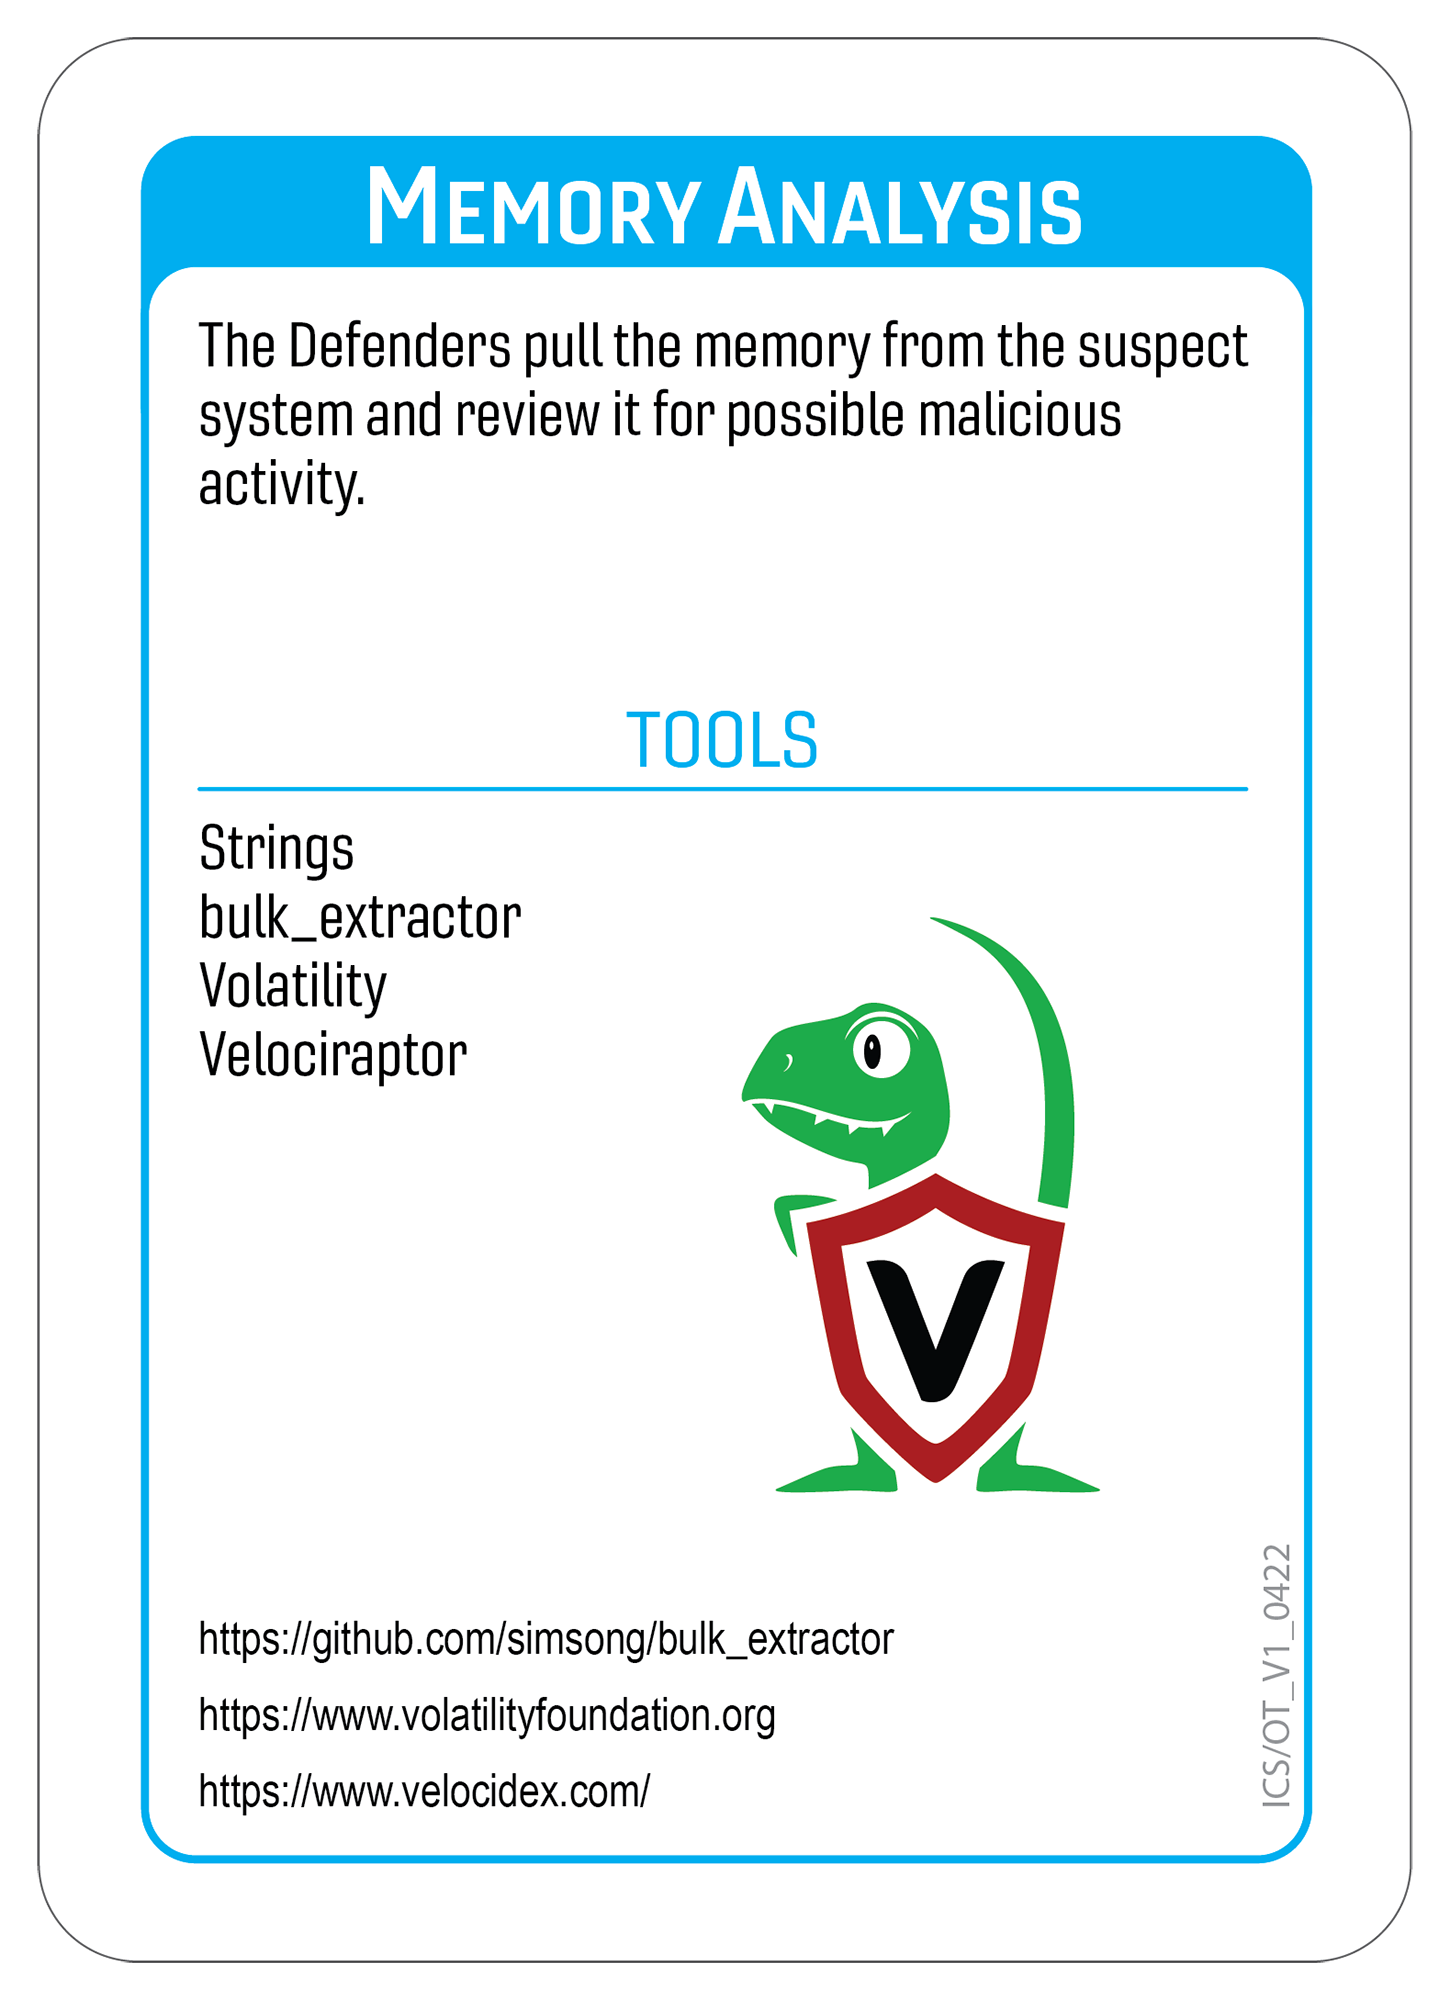 MEMORY ANALYSIS
The Defenders pull the memory from the suspect
system and review it for possible malicious
activity.
TOOLS
Strings
bulk_extractor
Volatility
Velociraptor
V
https://github.com/simsong/bulk_extractor
https://www.volatilityfoundation.org
https://www.velocidex.com/
ICS/OT_V1_0422